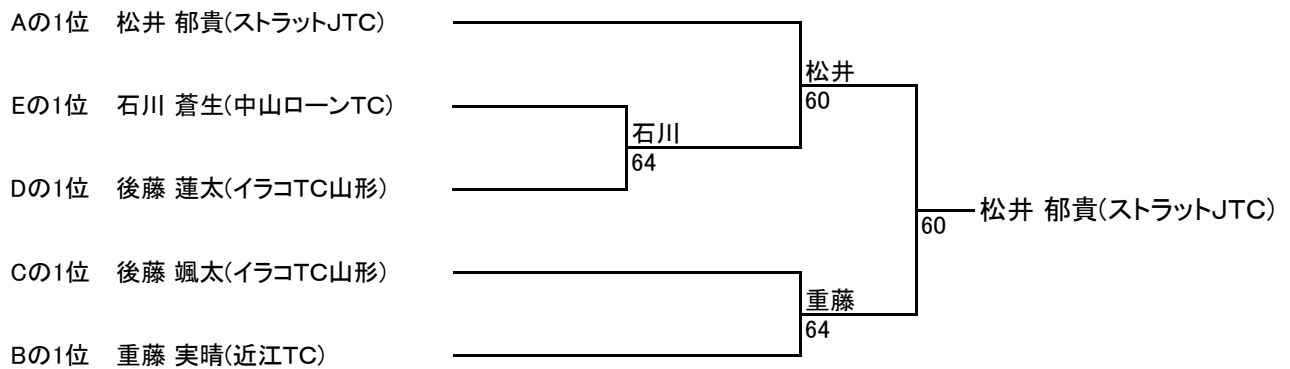 Aの1位 松井 郁貴(ストラットJTC)
松井
60
Eの1位 石川 蒼生(中山ローンTC)
石川
64
Dの1位 後藤 蓮太(イラコTC山形)
松井 郁貴(ストラットJTC)
60
Cの1位 後藤 颯太(イラコTC山形)
重藤
64
Bの1位 重藤 実晴(近江TC)